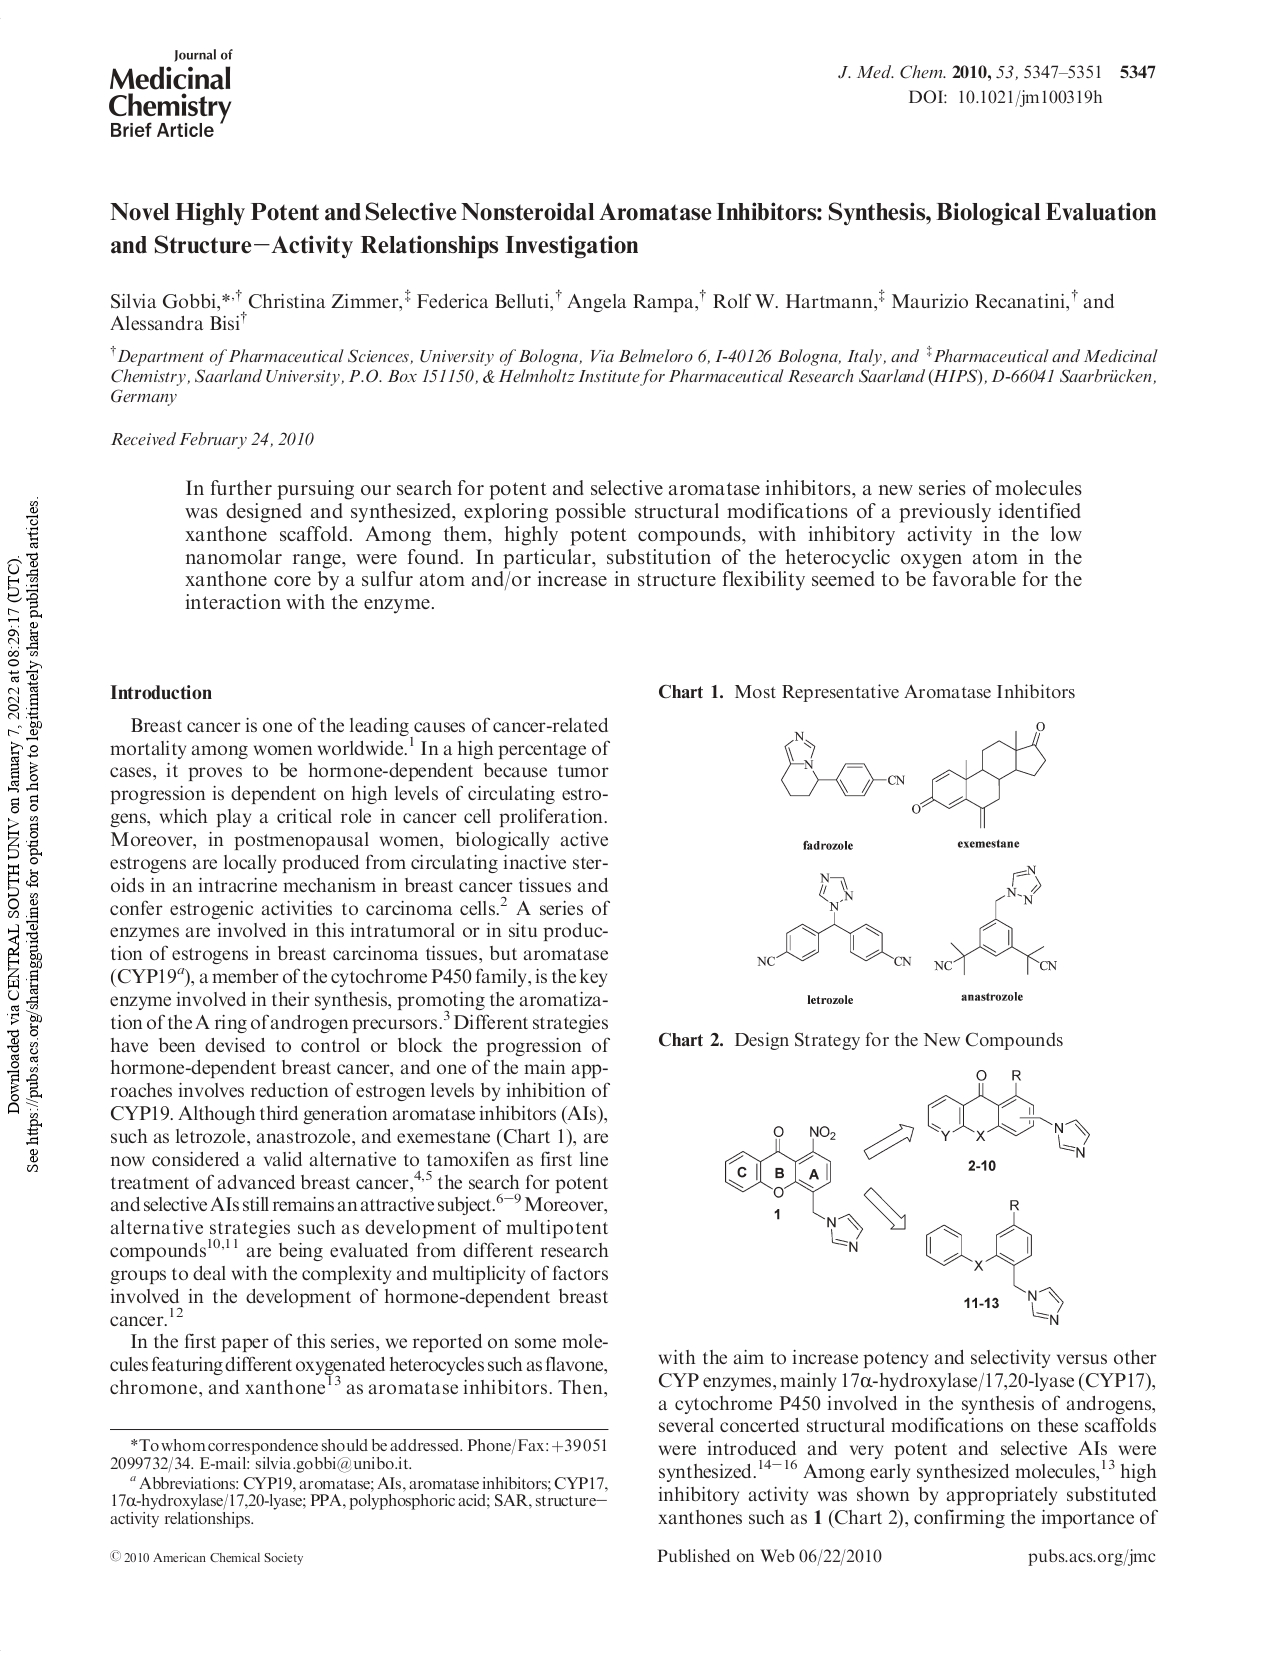 Journal of
Medicinal
Chemistry
Brief Article
J. Med. Chem. 2010, 53, 5347–5351 5347
DOI: 10.1021/jm100319h
Novel Highly Potent and Selective Nonsteroidal Aromatase Inhibitors: Synthesis, Biological Evaluation
and Structure−Activity Relationships Investigation
Silvia Gobbi,*,† Christina Zimmer,‡ Federica Belluti,† Angela Rampa,† Rolf W. Hartmann,‡ Maurizio Recanatini,† and
Alessandra Bisi†
†Department of Pharmaceutical Sciences, University of Bologna, Via Belmeloro 6, I-40126 Bologna, Italy, and ‡Pharmaceutical and Medicinal
Chemistry, Saarland University, P.O. Box 151150, & Helmholtz Institute for Pharmaceutical Research Saarland (HIPS), D-66041 Saarbrücken,
Germany
Received February 24, 2010
In further pursuing our search for potent and selective aromatase inhibitors, a new series of molecules
was designed and synthesized, exploring possible structural modifications of a previously identified
xanthone scaffold. Among them, highly potent compounds, with inhibitory activity in the low
nanomolar range, were found. In particular, substitution of the heterocyclic oxygen atom in the
xanthone core by a sulfur atom and/or increase in structure flexibility seemed to be favorable for the
interaction with the enzyme.
Introduction
Breast cancer is one of the leading causes of cancer-related
mortality among women worldwide.1 In a high percentage of
cases, it proves to be hormone-dependent because tumor
progression is dependent on high levels of circulating estro-
gens, which play a critical role in cancer cell proliferation.
Moreover, in postmenopausal women, biologically active
estrogens are locally produced from circulating inactive ster-
oids in an intracrine mechanism in breast cancer tissues and
confer estrogenic activities to carcinoma cells.2 A series of
enzymes are involved in this intratumoral or in situ produc-
tion of estrogens in breast carcinoma tissues, but aromatase
(CYP19a), a member of the cytochrome P450 family, is the key
enzyme involved in their synthesis, promoting the aromatiza-
tion of the A ring of androgen precursors.3 Different strategies
have been devised to control or block the progression of
hormone-dependent breast cancer, and one of the main app-
roaches involves reduction of estrogen levels by inhibition of
CYP19. Although third generation aromatase inhibitors (AIs),
such as letrozole, anastrozole, and exemestane (Chart 1), are
now considered a valid alternative to tamoxifen as first line
treatment of advanced breast cancer,4,5 the search for potent
and selective AIs still remains an attractive subject.6−9 Moreover,
alternative strategies such as development of multipotent
compounds10,11 are being evaluated from different research
groups to deal with the complexity and multiplicity of factors
involved in the development of hormone-dependent breast
cancer.12
In the first paper of this series, we reported on some mole-
cules featuring different oxygenated heterocycles such as flavone,
chromone, and xanthone13 as aromatase inhibitors. Then,
*To whom correspondence should be addressed. Phone/Fax: +39 051
2099732/34. E-mail: silvia.gobbi@unibo.it.
a Abbreviations: CYP19, aromatase; AIs, aromatase inhibitors; CYP17,
17α-hydroxylase/17,20-lyase; PPA, polyphosphoric acid; SAR, structure−
activity relationships.
Chart 1. Most Representative Aromatase Inhibitors
N
N
CN
fadrozole
O
O
exemestane
N
N
N
NC
CN
letrozole
N
N
N
NC
CN
anastrozole
Chart 2. Design Strategy for the New Compounds
O
NO2
C
B
A
O
1
N
N
O
R
Y
X
N
N
2-10
R
X
N
N
11-13
with the aim to increase potency and selectivity versus other
CYP enzymes, mainly 17α-hydroxylase/17,20-lyase (CYP17),
a cytochrome P450 involved in the synthesis of androgens,
several concerted structural modifications on these scaffolds
were introduced and very potent and selective AIs were
synthesized.14−16 Among early synthesized molecules,13 high
inhibitory activity was shown by appropriately substituted
xanthones such as 1 (Chart 2), confirming the importance of
© 2010 American Chemical Society
Published on Web 06/22/2010
pubs.acs.org/jmc
Downloaded via CENTRAL SOUTH UNIV on January 7, 2022 at 08:29:17 (UTC).
See https://pubs.acs.org/sharingguidelines for options on how to legitimately share published articles.